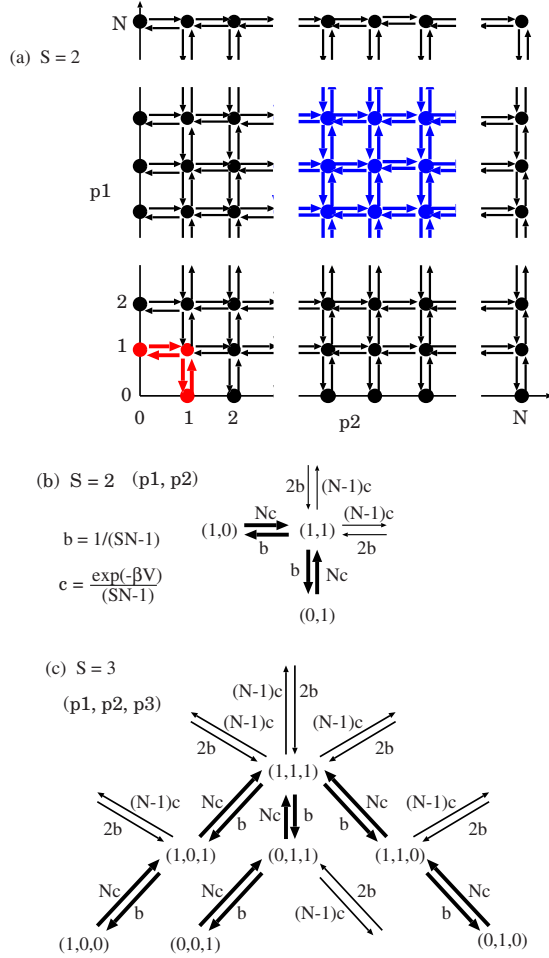 N
(a) S = 2
p1
2
1
0
0 1 2 p2 N
(b) S = 2 (p1, p2)
2b (N-1)c
Nc (N-1)c
(1,0) (1,1)
b = 1/(SN-1) b 2b
b Nc
c = exp(-βV)
(SN-1)
(0,1)
(c) S = 3
(p1, p2, p3)
(N-1)c 2b
(N-1)c (N-1)c
2b 2b
(1,1,1)
(N-1)c Nc Nc (N-1)c
2b b Nc b b 2b
(1,0,1) (0,1,1) (1,1,0)
Nc Nc 2b Nc
b b (N-1)c b
(1,0,0) (0,0,1) (0,1,0)